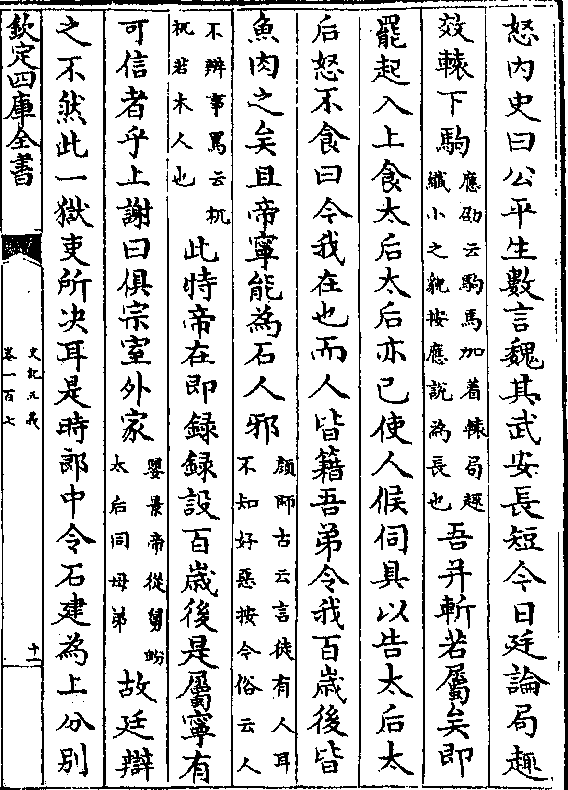 怒内史曰公平生數言魏其武安長短今日廷論局趣
效轅下駒應劭云駒馬加着轅局趣纎小之貌按應說為長也吾并斬若屬矣即
罷起入上食太后太后亦已使人候伺具以告太后太
后怒不食曰今我在也而人皆籍吾弟令我百歲後皆
魚肉之矣且帝寧能為石人邪顔師古云言徒有人耳不知好惡按今俗云人
不辦事罵云杌杌若木人也此特帝在即録録設百歲後是屬寧有
可信者乎上謝曰俱宗室外家嬰景帝從舅蚡太后同母弟故廷辯
之不然此一獄吏所决耳是時郎中令石建為上分别
欽定四庫全書
史記正義
卷一百七
十一